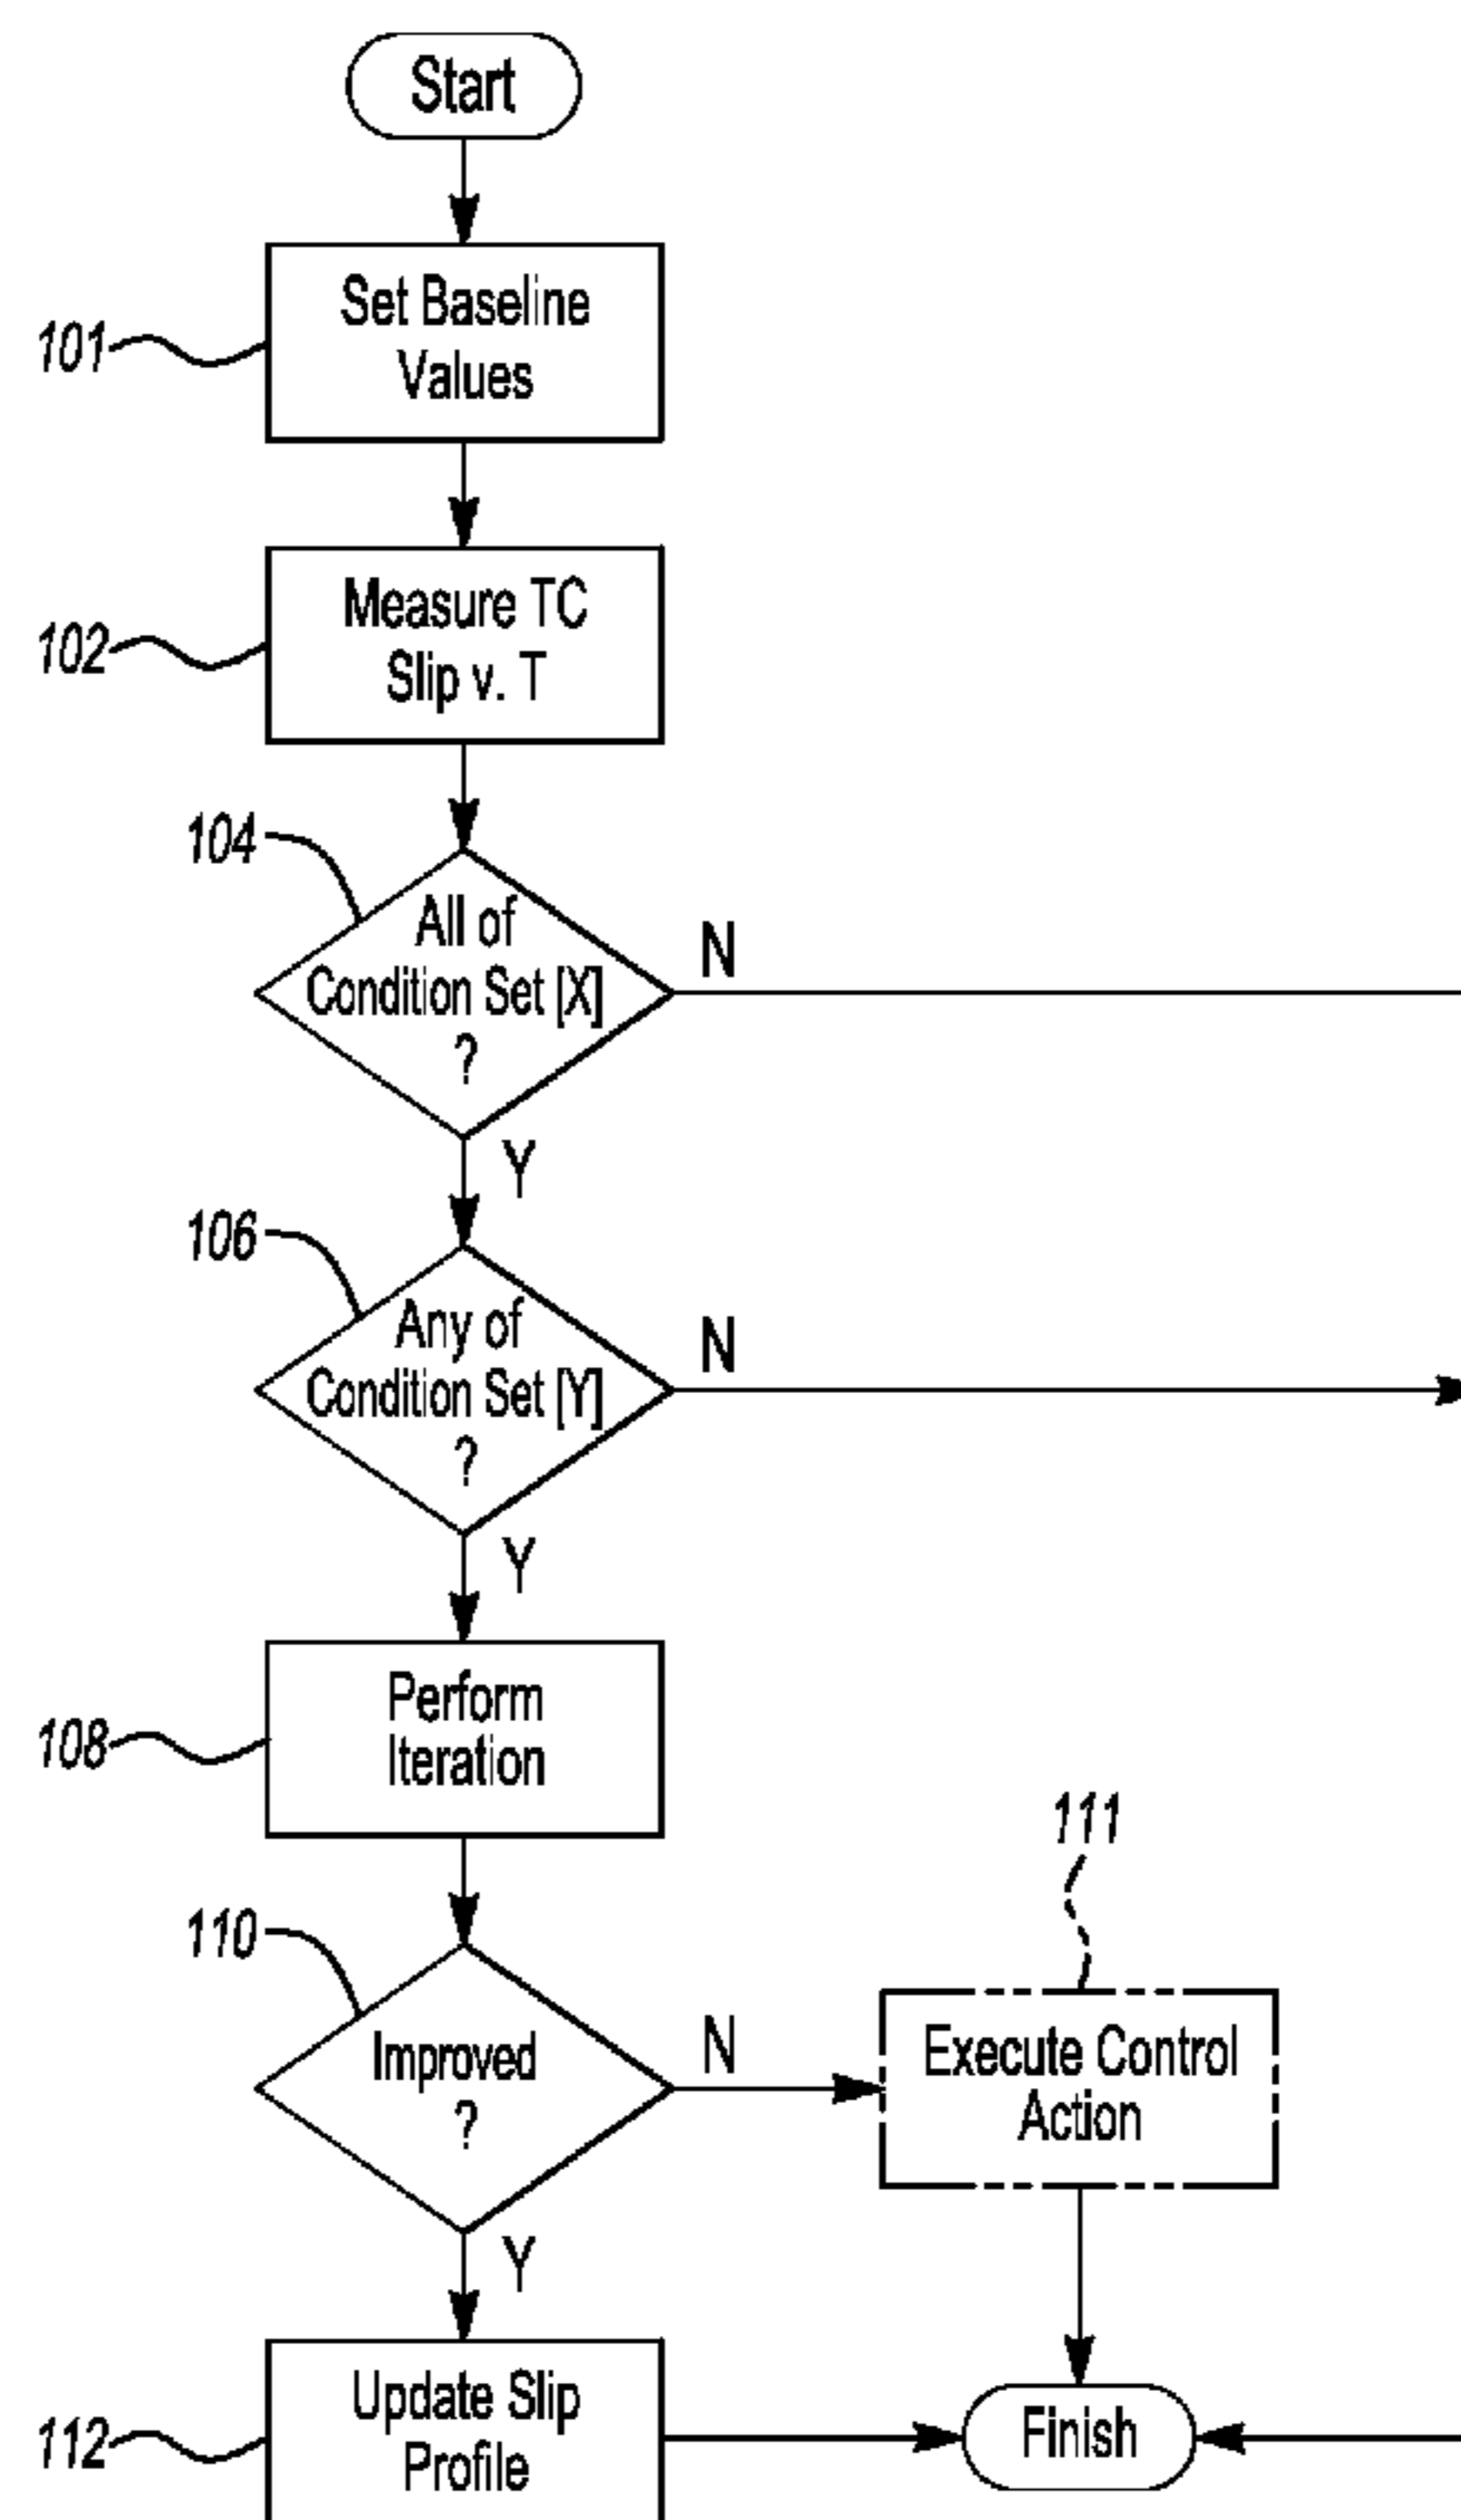 Start
101
Set Baseline
Values
102
Measure TC
Slip v. T
104
All of
Condition Set [X]
?
N
Y
106
Any of
Condition Set [Y]
?
N
Y
108
Perform
Iteration
110
Improved
?
N
111
Execute Control
Action
Y
112
Update Slip
Profile
Finish